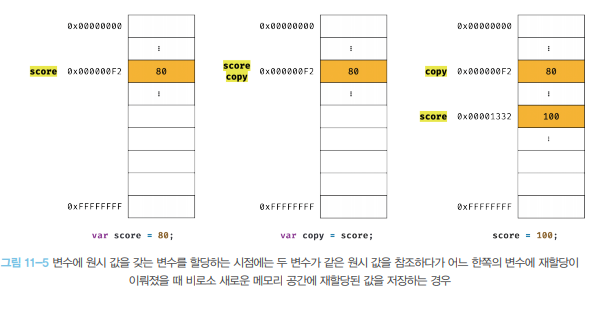 0x00000000
⋮
score 0x000000F2 80
⋮
0xFFFFFFFF
var score = 80;
0x00000000
⋮
score
copy
0x000000F2 80
⋮
0xFFFFFFFF
var copy = score;
0x00000000
⋮
copy 0x000000F2 80
⋮
score 0x00001332 100
⋮
0xFFFFFFFF
score = 100;
그림 11-5 변수에 원시 값을 갖는 변수를 할당하는 시점에는 두 변수가 같은 원시 값을 참조하다가 어느 한쪽의 변수에 재할당이
이뤄졌을 때 비로소 새로운 메모리 공간에 재할당된 값을 저장하는 경우